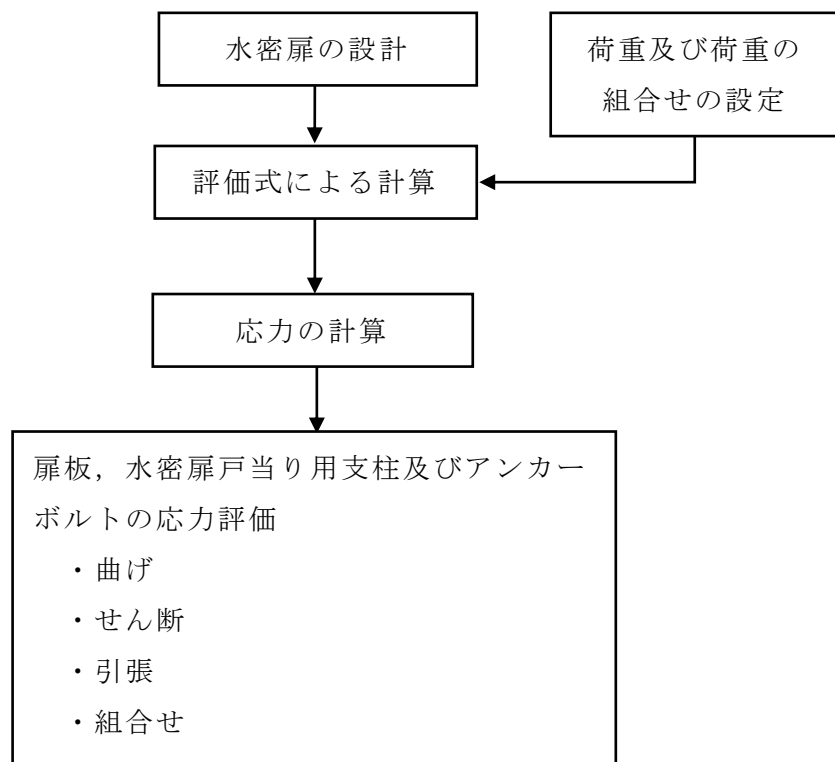 水密扉の設計
荷重及び荷重の
組合せの設定
評価式による計算
応力の計算
扉板，水密扉戸当り用支柱及びアンカー
ボルトの応力評価
・曲げ
・せん断
・引張
・組合せ